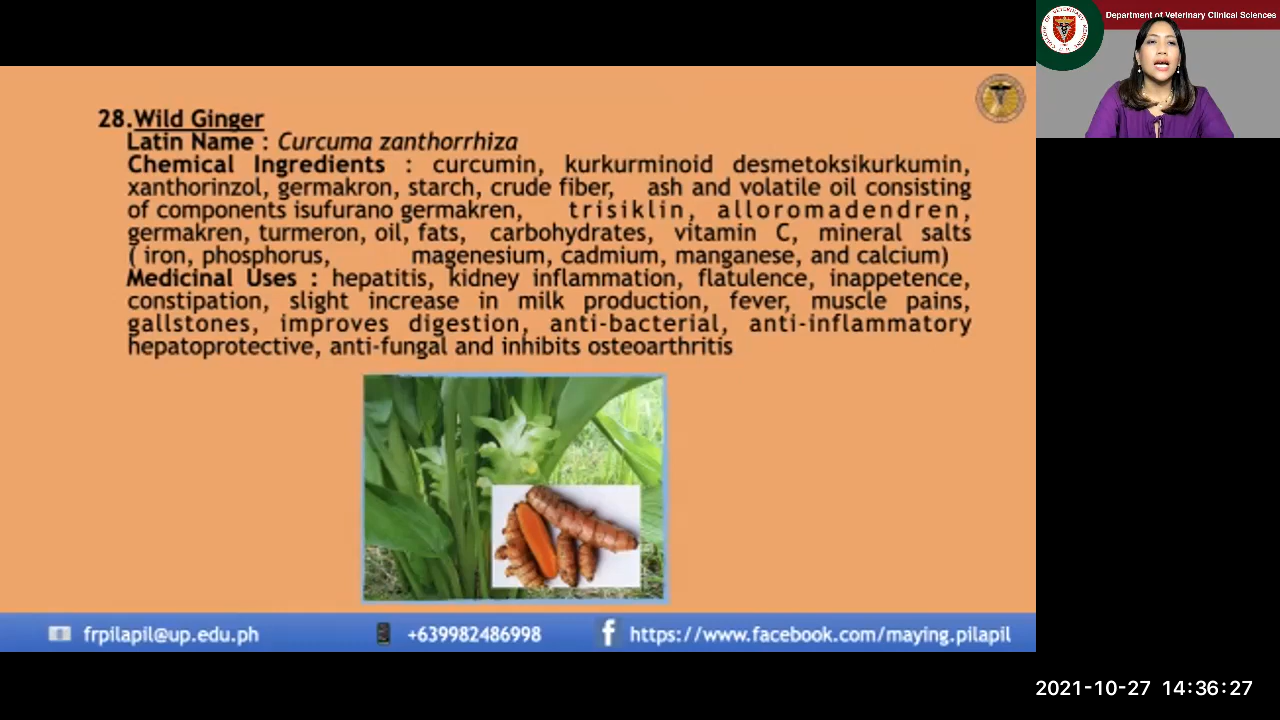 Department of Veterinary Clinical Sciences
28.Wild Ginger
Latin Name : Curcuma zanthorrhiza
Chemical Ingredients : curcumin, kurkurminoid desmetoksikurkumin,
xanthorinzol, germakron, starch, crude fiber, ash and volatile oil consisting
of components isufurano germakren, trisiklin, alloromadendren,
germakren, turmeron, oil, fats, carbohydrates, vitamin C, mineral salts
( iron, phosphorus, magenesium, cadmium, manganese, and calcium)
Medicinal Uses : hepatitis, kidney inflammation, flatulence, inappetence,
constipation, slight increase in milk production, fever, muscle pains,
gallstones, improves digestion, anti-bacterial, anti-inflammatory
hepatoprotective, anti-fungal and inhibits osteoarthritis
frpilapil@up.edu.ph
+639982486998
https://www.facebook.com/maying.pilapil
2021-10-27 14:36:27